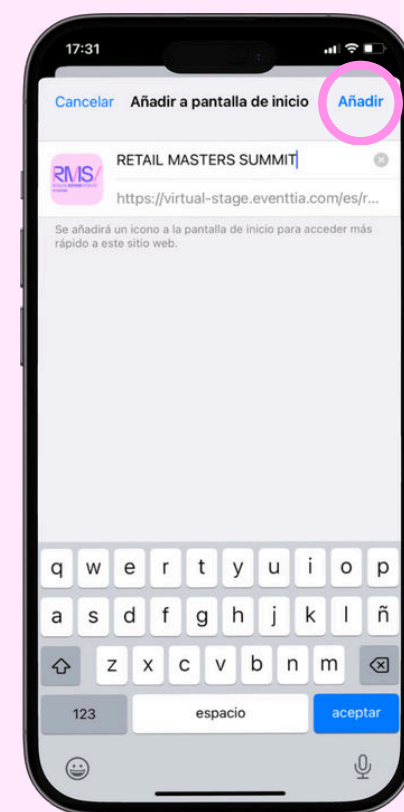 17:31
Cancelar Añadir a pantalla de inicio Añadir
RMS/
RETAIL MASTERS SUMMIT
https://virtual-stage.eventtia.com/es/r...
Se añadirá un icono a la pantalla de inicio para acceder más
rápido a este sitio web.
q w e r t y u i o p
a s d f g h j k l ñ
z x c v b n m
123 espacio aceptar